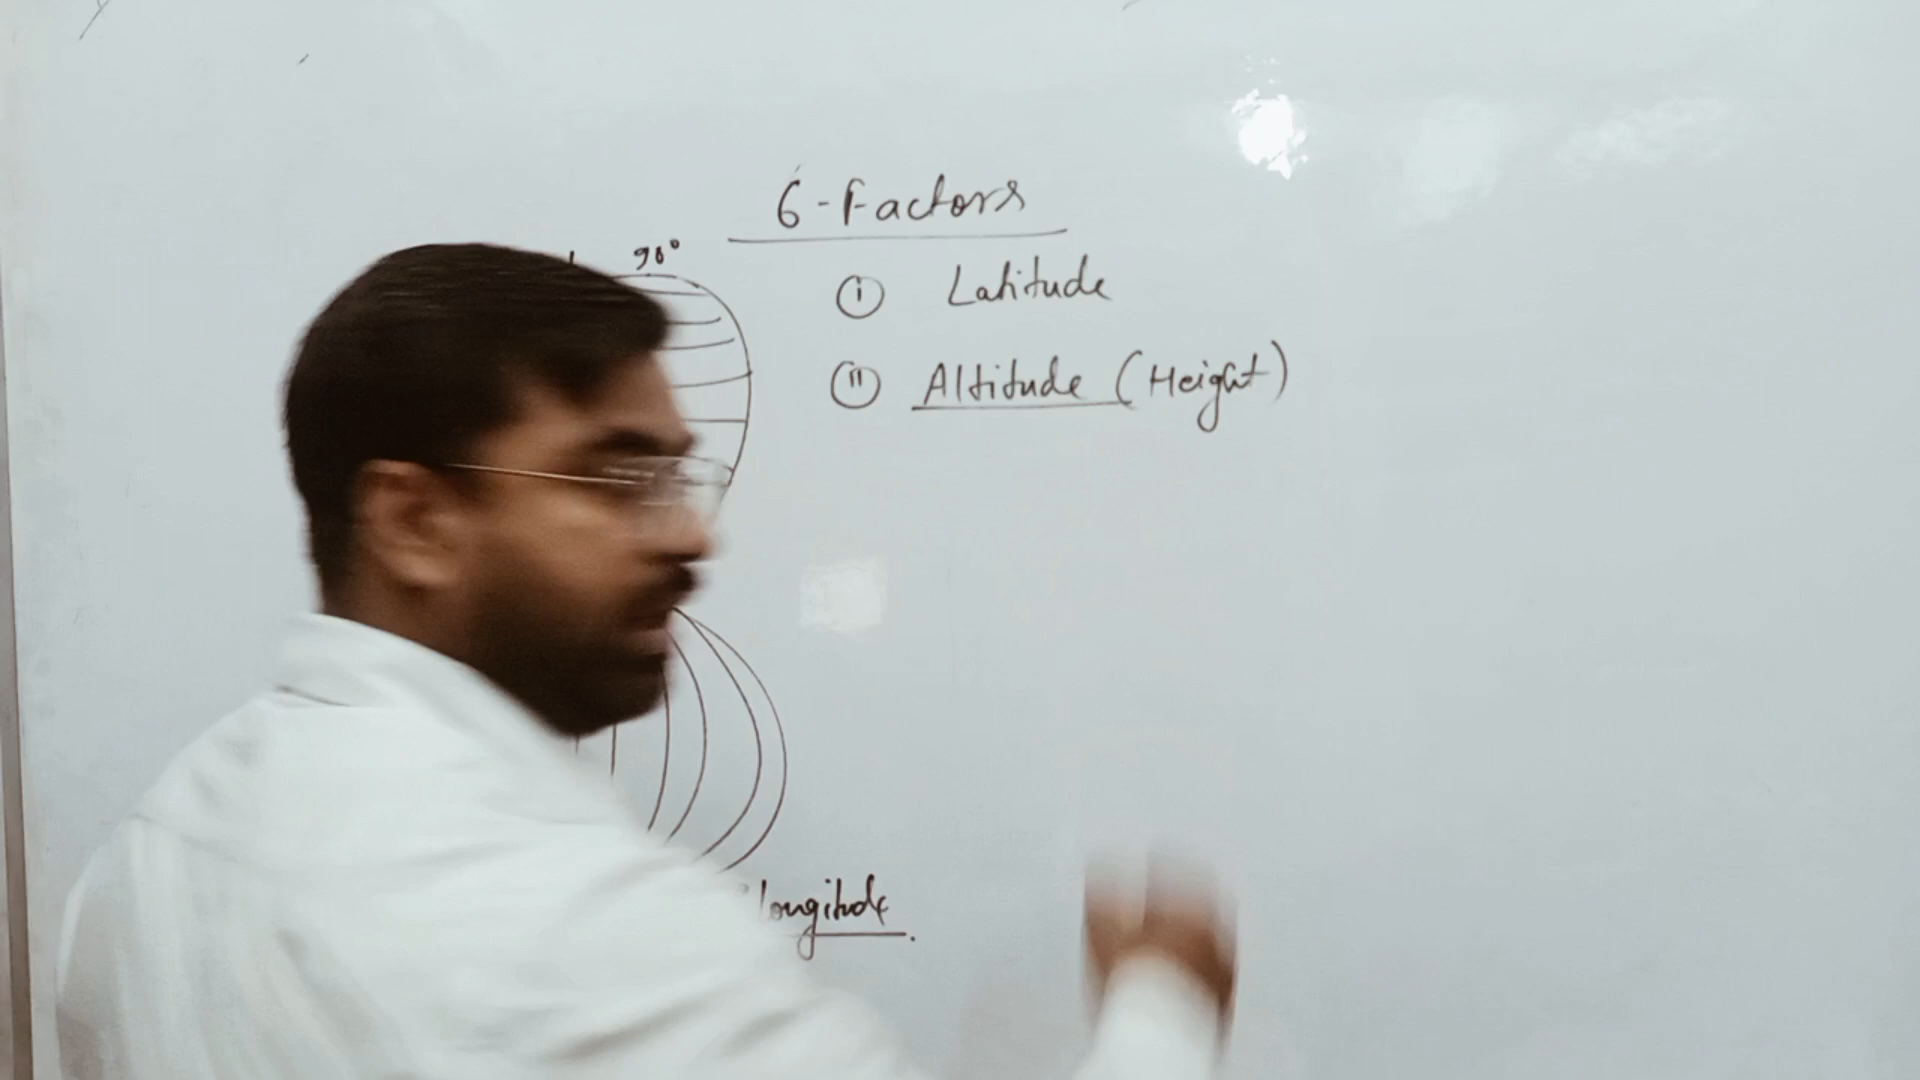 6-Factors
90°
(i) Latitude
(ii) Altitude (Height)
longitude.